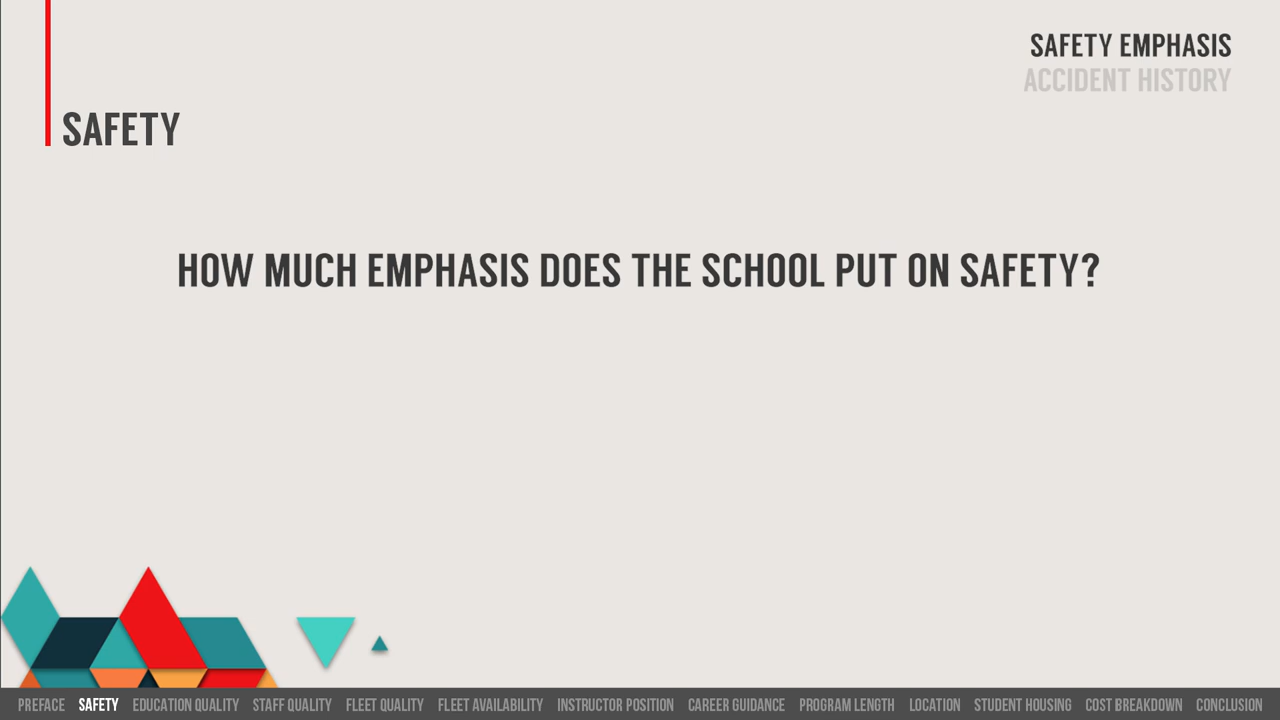 SAFETY EMPHASIS
ACCIDENT HISTORY
SAFETY
HOW MUCH EMPHASIS DOES THE SCHOOL PUT ON SAFETY?
PREFACE SAFETY EDUCATION QUALITY STAFF QUALITY FLEET QUALITY FLEET AVAILABILITY INSTRUCTOR POSITION CAREER GUIDANCE PROGRAM LENGTH LOCATION STUDENT HOUSING COST BREAKDOWN CONCLUSION